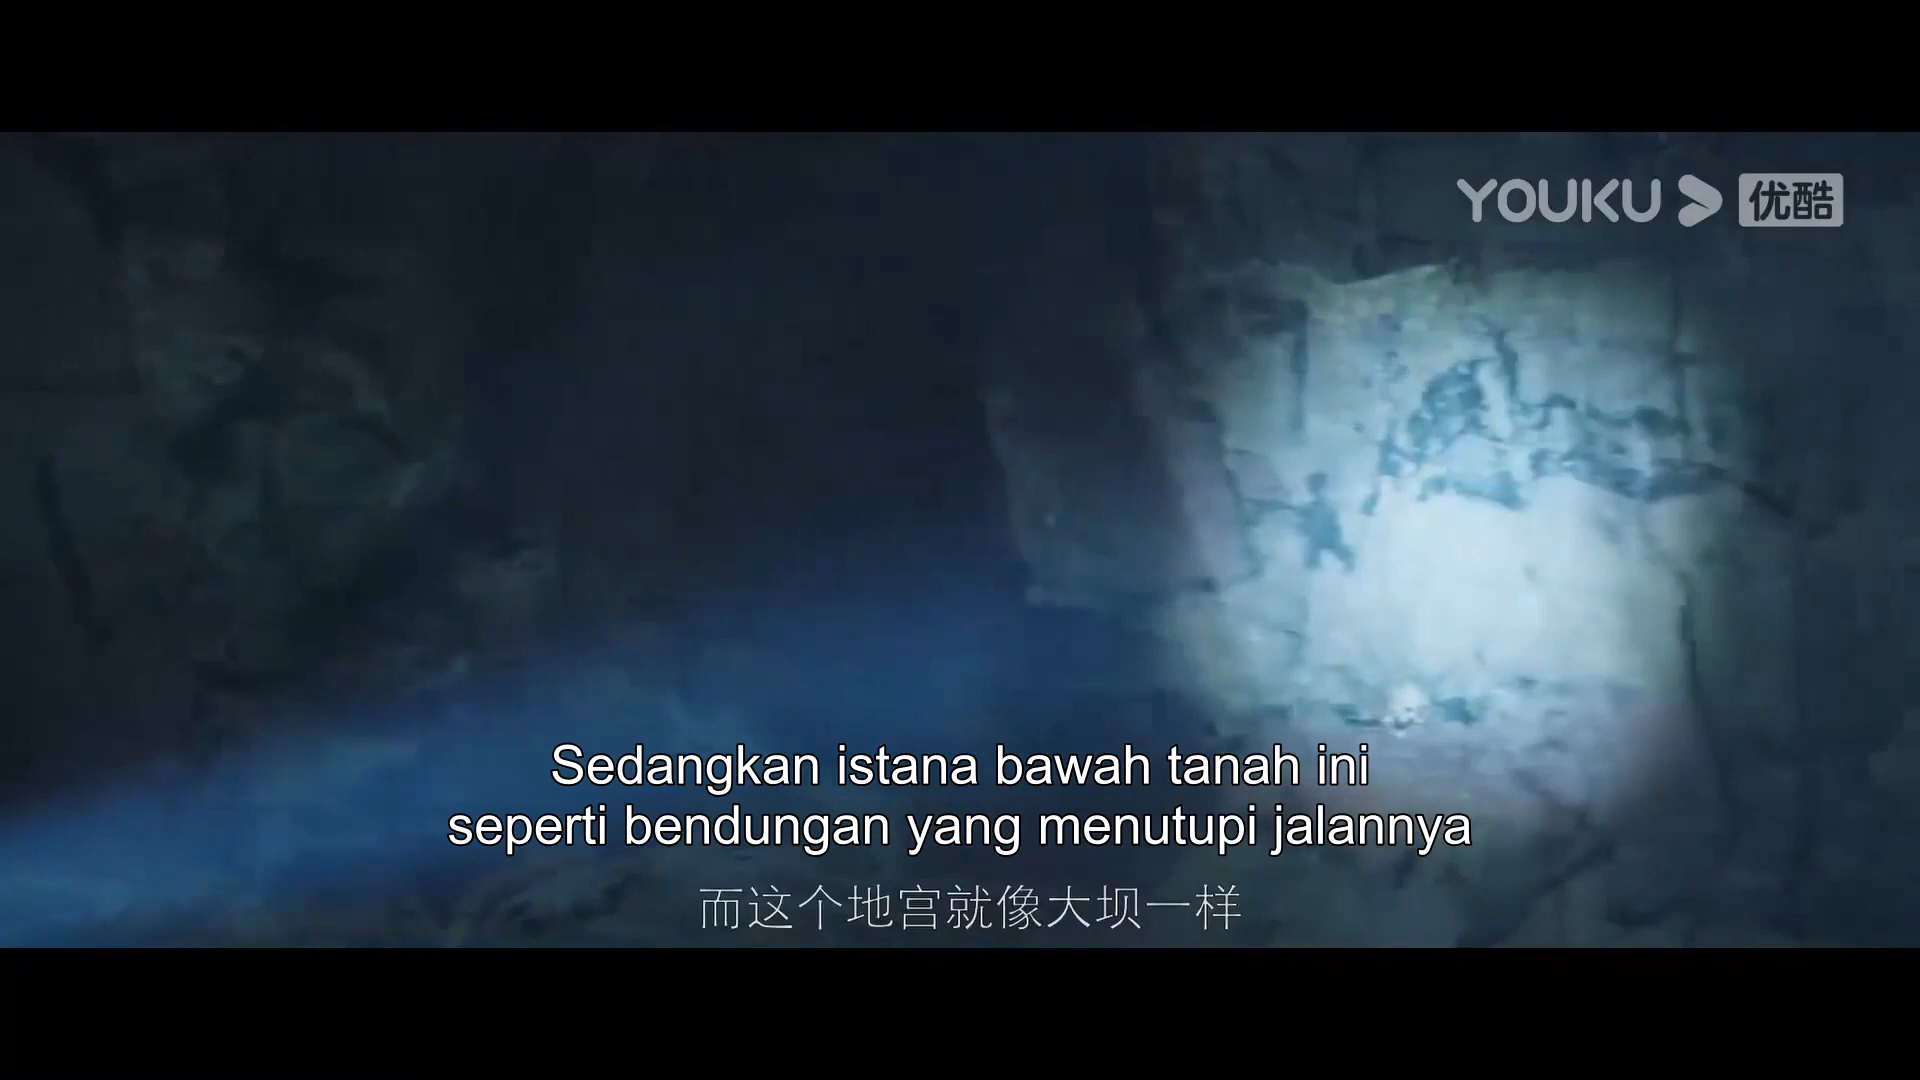 YOUKU 优酷
Sedangkan istana bawah tanah ini
seperti bendungan yang menutupi jalannya
而这个地宫就像大坝一样